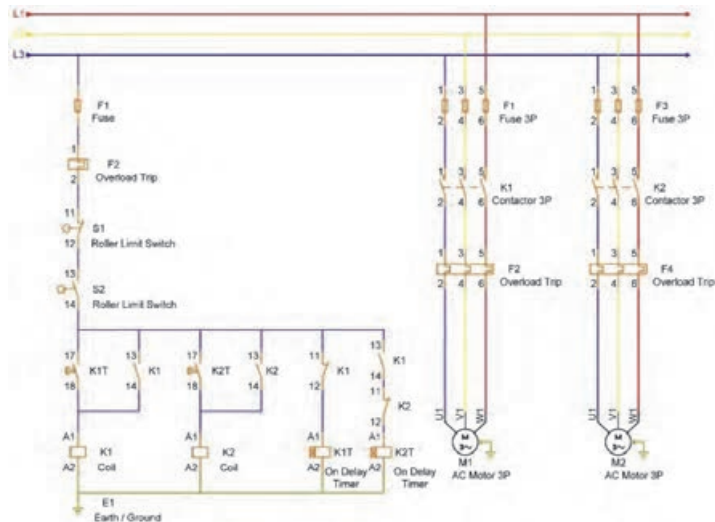 L1
L3
F1
Fuse
1
F2
Overload Trip
2
11
S1
12
Roller Limit Switch
13
S2
14
Roller Limit Switch
17
K1T
18
13
K1
14
17
K2T
18
13
K2
14
11
K1
12
13
K1
14
11
K2
12
A1
K1
A2
Coil
A1
K2
A2
Coil
A1
K1T
A2
On Delay
Timer
A1
K2T
A2
On Delay
Timer
E1
Earth / Ground
1 3 5
F1
Fuse 3P
2 4 6
1 3 5
K1
Contactor 3P
2 4 6
1 3 5
F2
Overload Trip
2 4 6
U1 V1 W1
M
3~
M1
AC Motor 3P
1 3 5
F3
Fuse 3P
2 4 6
1 3 5
K2
Contactor 3P
2 4 6
1 3 5
F4
Overload Trip
2 4 6
U1 V1 W1
M
3~
M2
AC Motor 3P